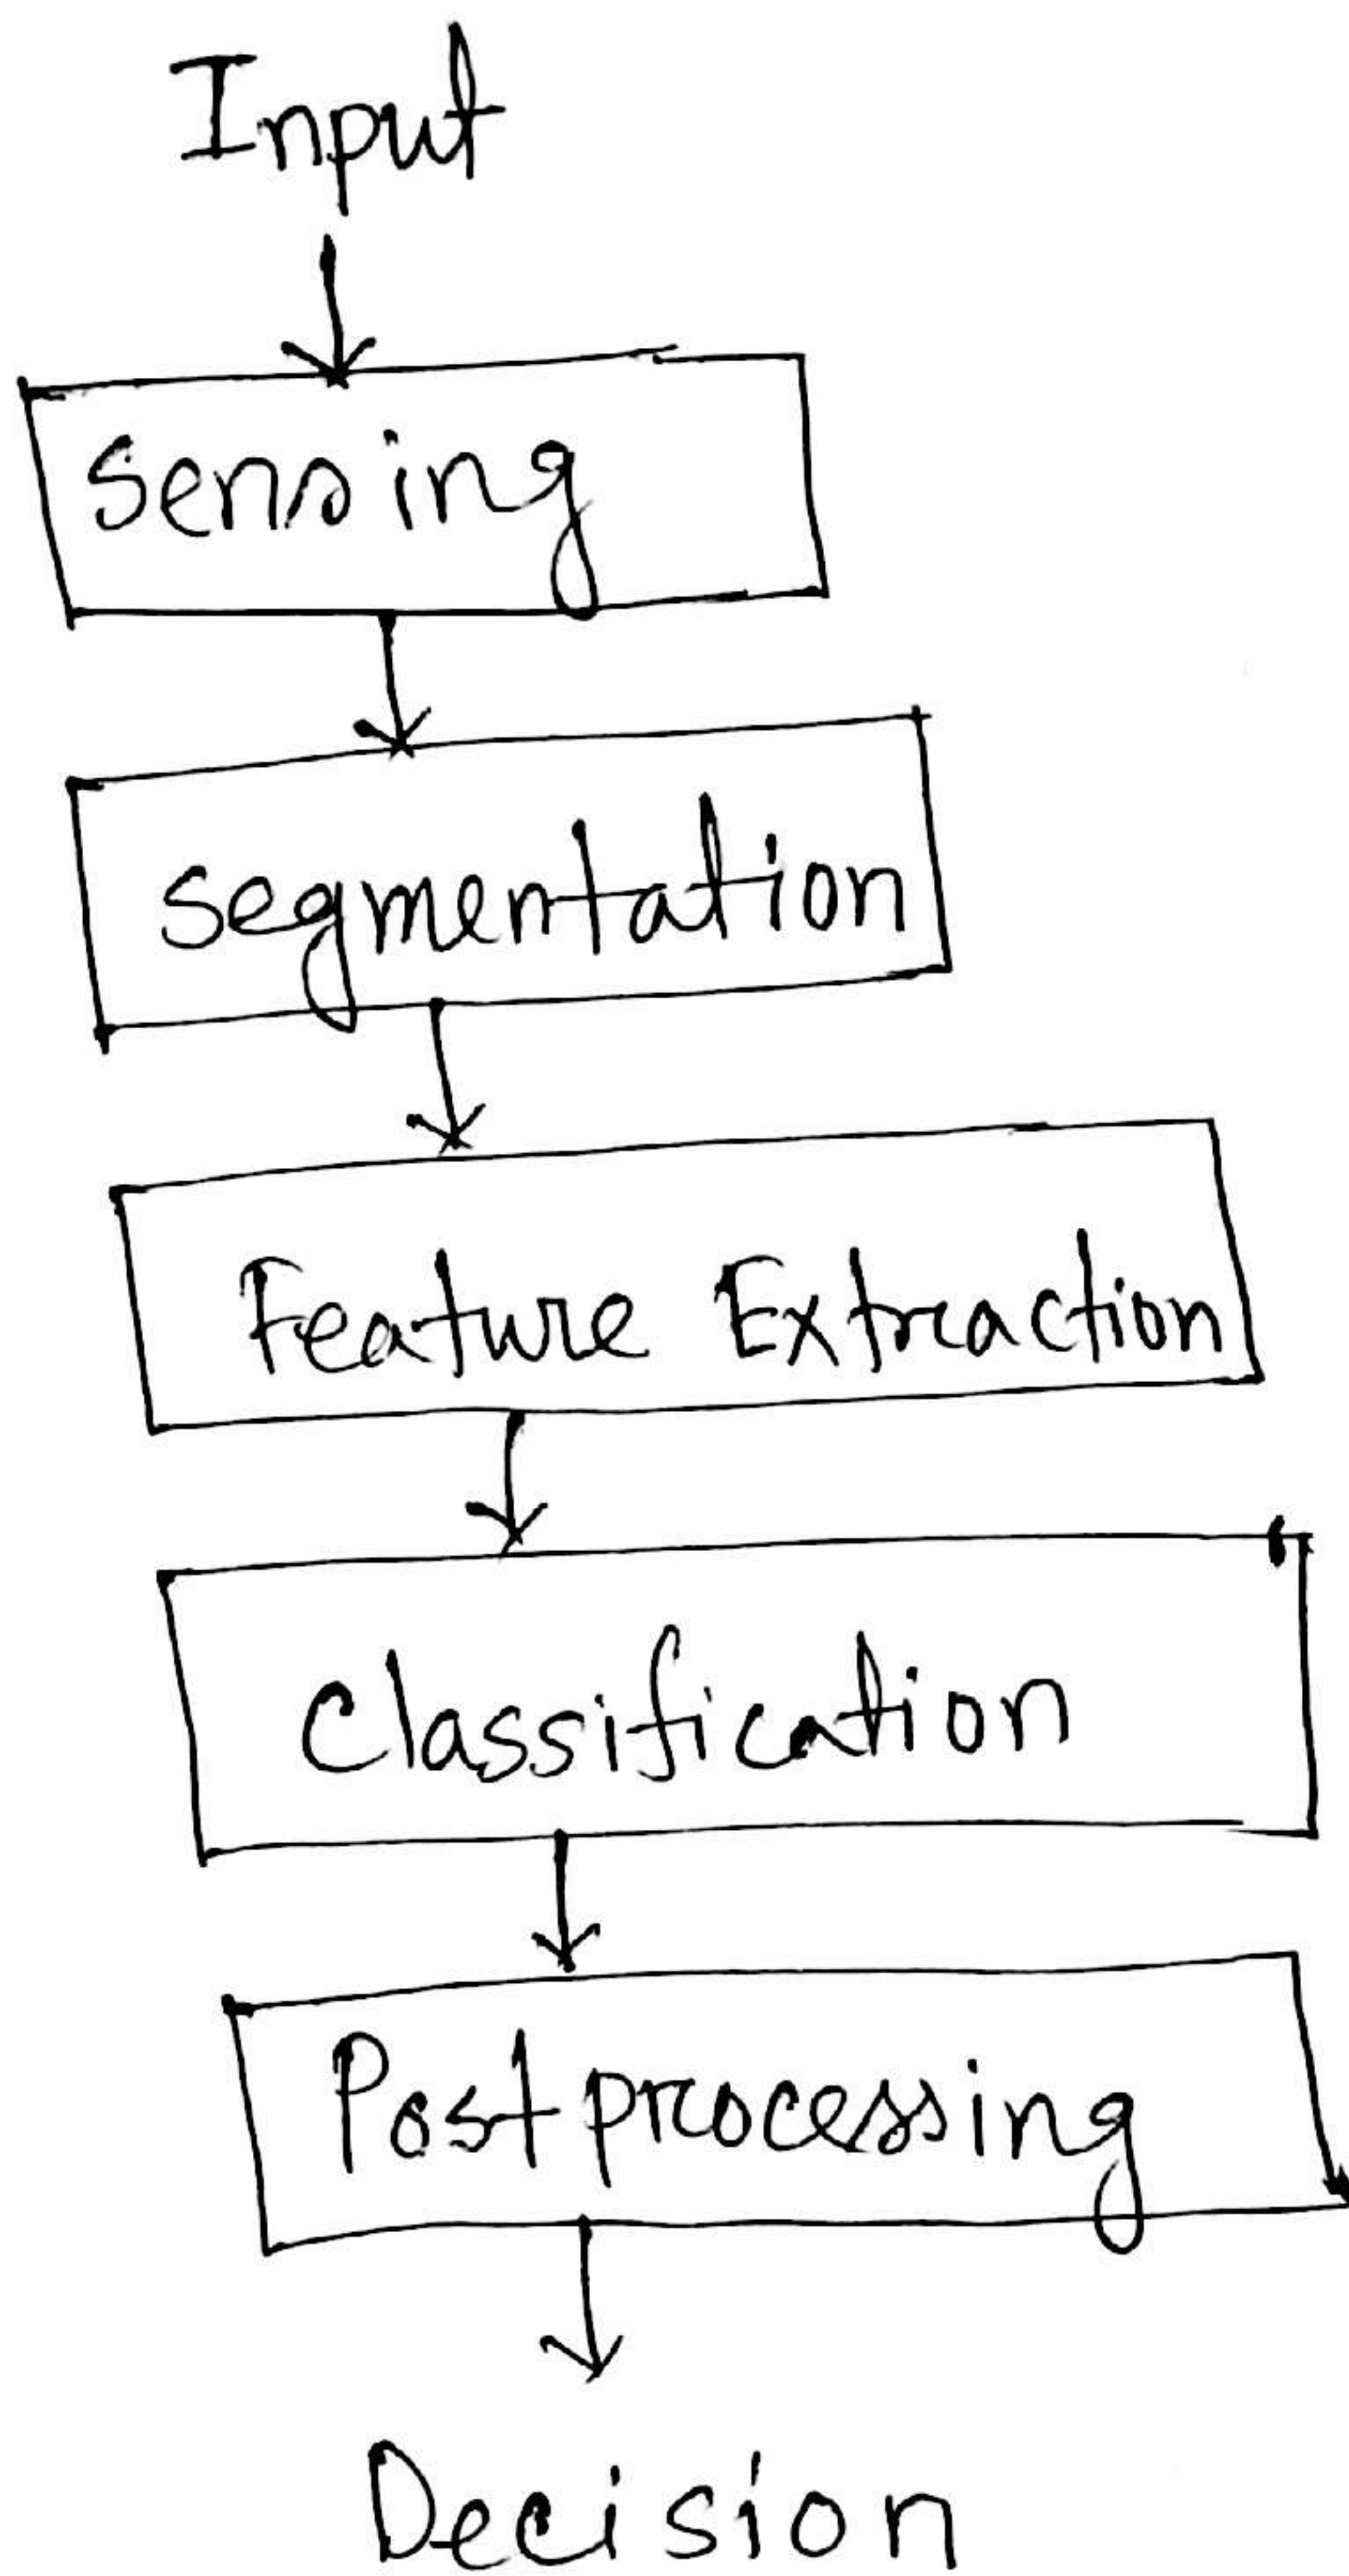 Input
Sensing
Segmentation
Feature Extraction
Classification
Postprocessing
Decision